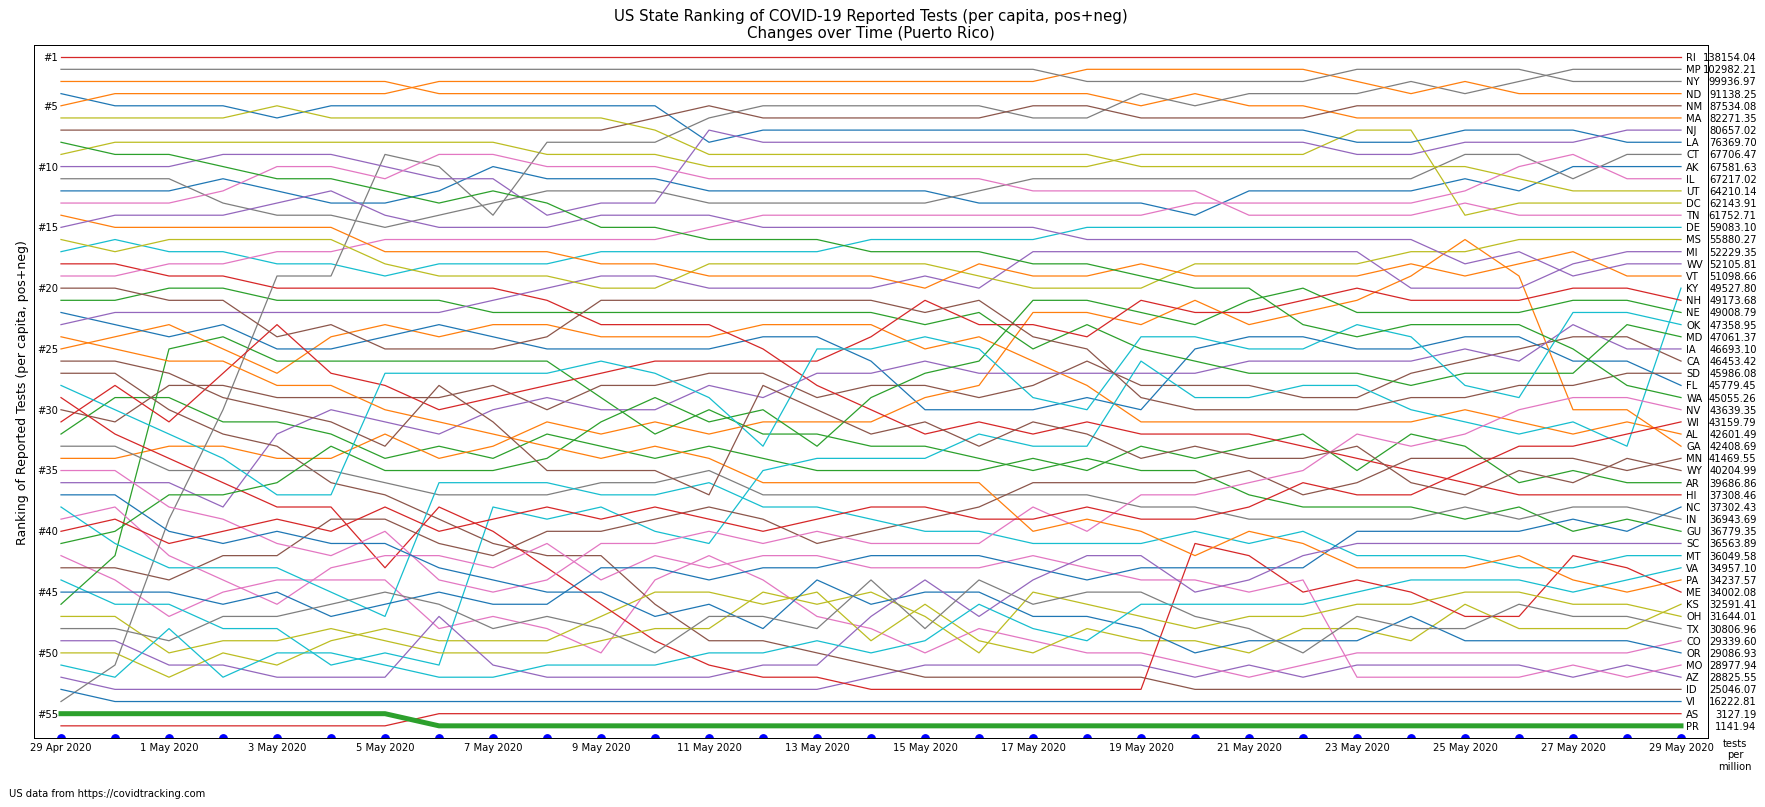 US State Ranking of COVID-19 Reported Tests (per capita, pos+neg)
Changes over Time (Puerto Rico)
Ranking of Reported Tests (per capita, pos+neg)
#1
#5
#10
#15
#20
#25
#30
#35
#40
#45
#50
#55
RI 138154.04
MP 102982.21
NY 99936.97
ND 91138.25
NM 87534.08
MA 82271.35
NJ 80657.02
LA 76369.70
CT 67706.47
AK 67581.63
IL 67217.02
UT 64210.14
DC 62143.91
TN 61752.71
DE 59083.10
MS 55880.27
MI 52229.35
WV 52105.81
VT 51098.66
KY 49527.80
NH 49173.68
NE 49008.79
OK 47358.95
MD 47061.37
IA 46693.10
CA 46453.42
SD 45986.08
FL 45779.45
WA 45055.26
NV 43639.35
WI 43159.79
AL 42601.49
GA 42408.69
MN 41469.55
WY 40204.99
AR 39686.86
HI 37308.46
NC 37302.43
IN 36943.69
GU 36779.35
SC 36563.89
MT 36049.58
VA 34957.10
PA 34237.57
ME 34002.08
KS 32591.41
OH 31644.01
TX 30806.96
CO 29339.60
OR 29086.93
MO 28977.94
AZ 28825.55
ID 25046.07
VI 16222.81
AS 3127.19
PR 1141.94
29 Apr 2020 1 May 2020 3 May 2020 5 May 2020 7 May 2020 9 May 2020 11 May 2020 13 May 2020 15 May 2020 17 May 2020 19 May 2020 21 May 2020 23 May 2020 25 May 2020 27 May 2020 29 May 2020
tests
per
million
US data from https://covidtracking.com